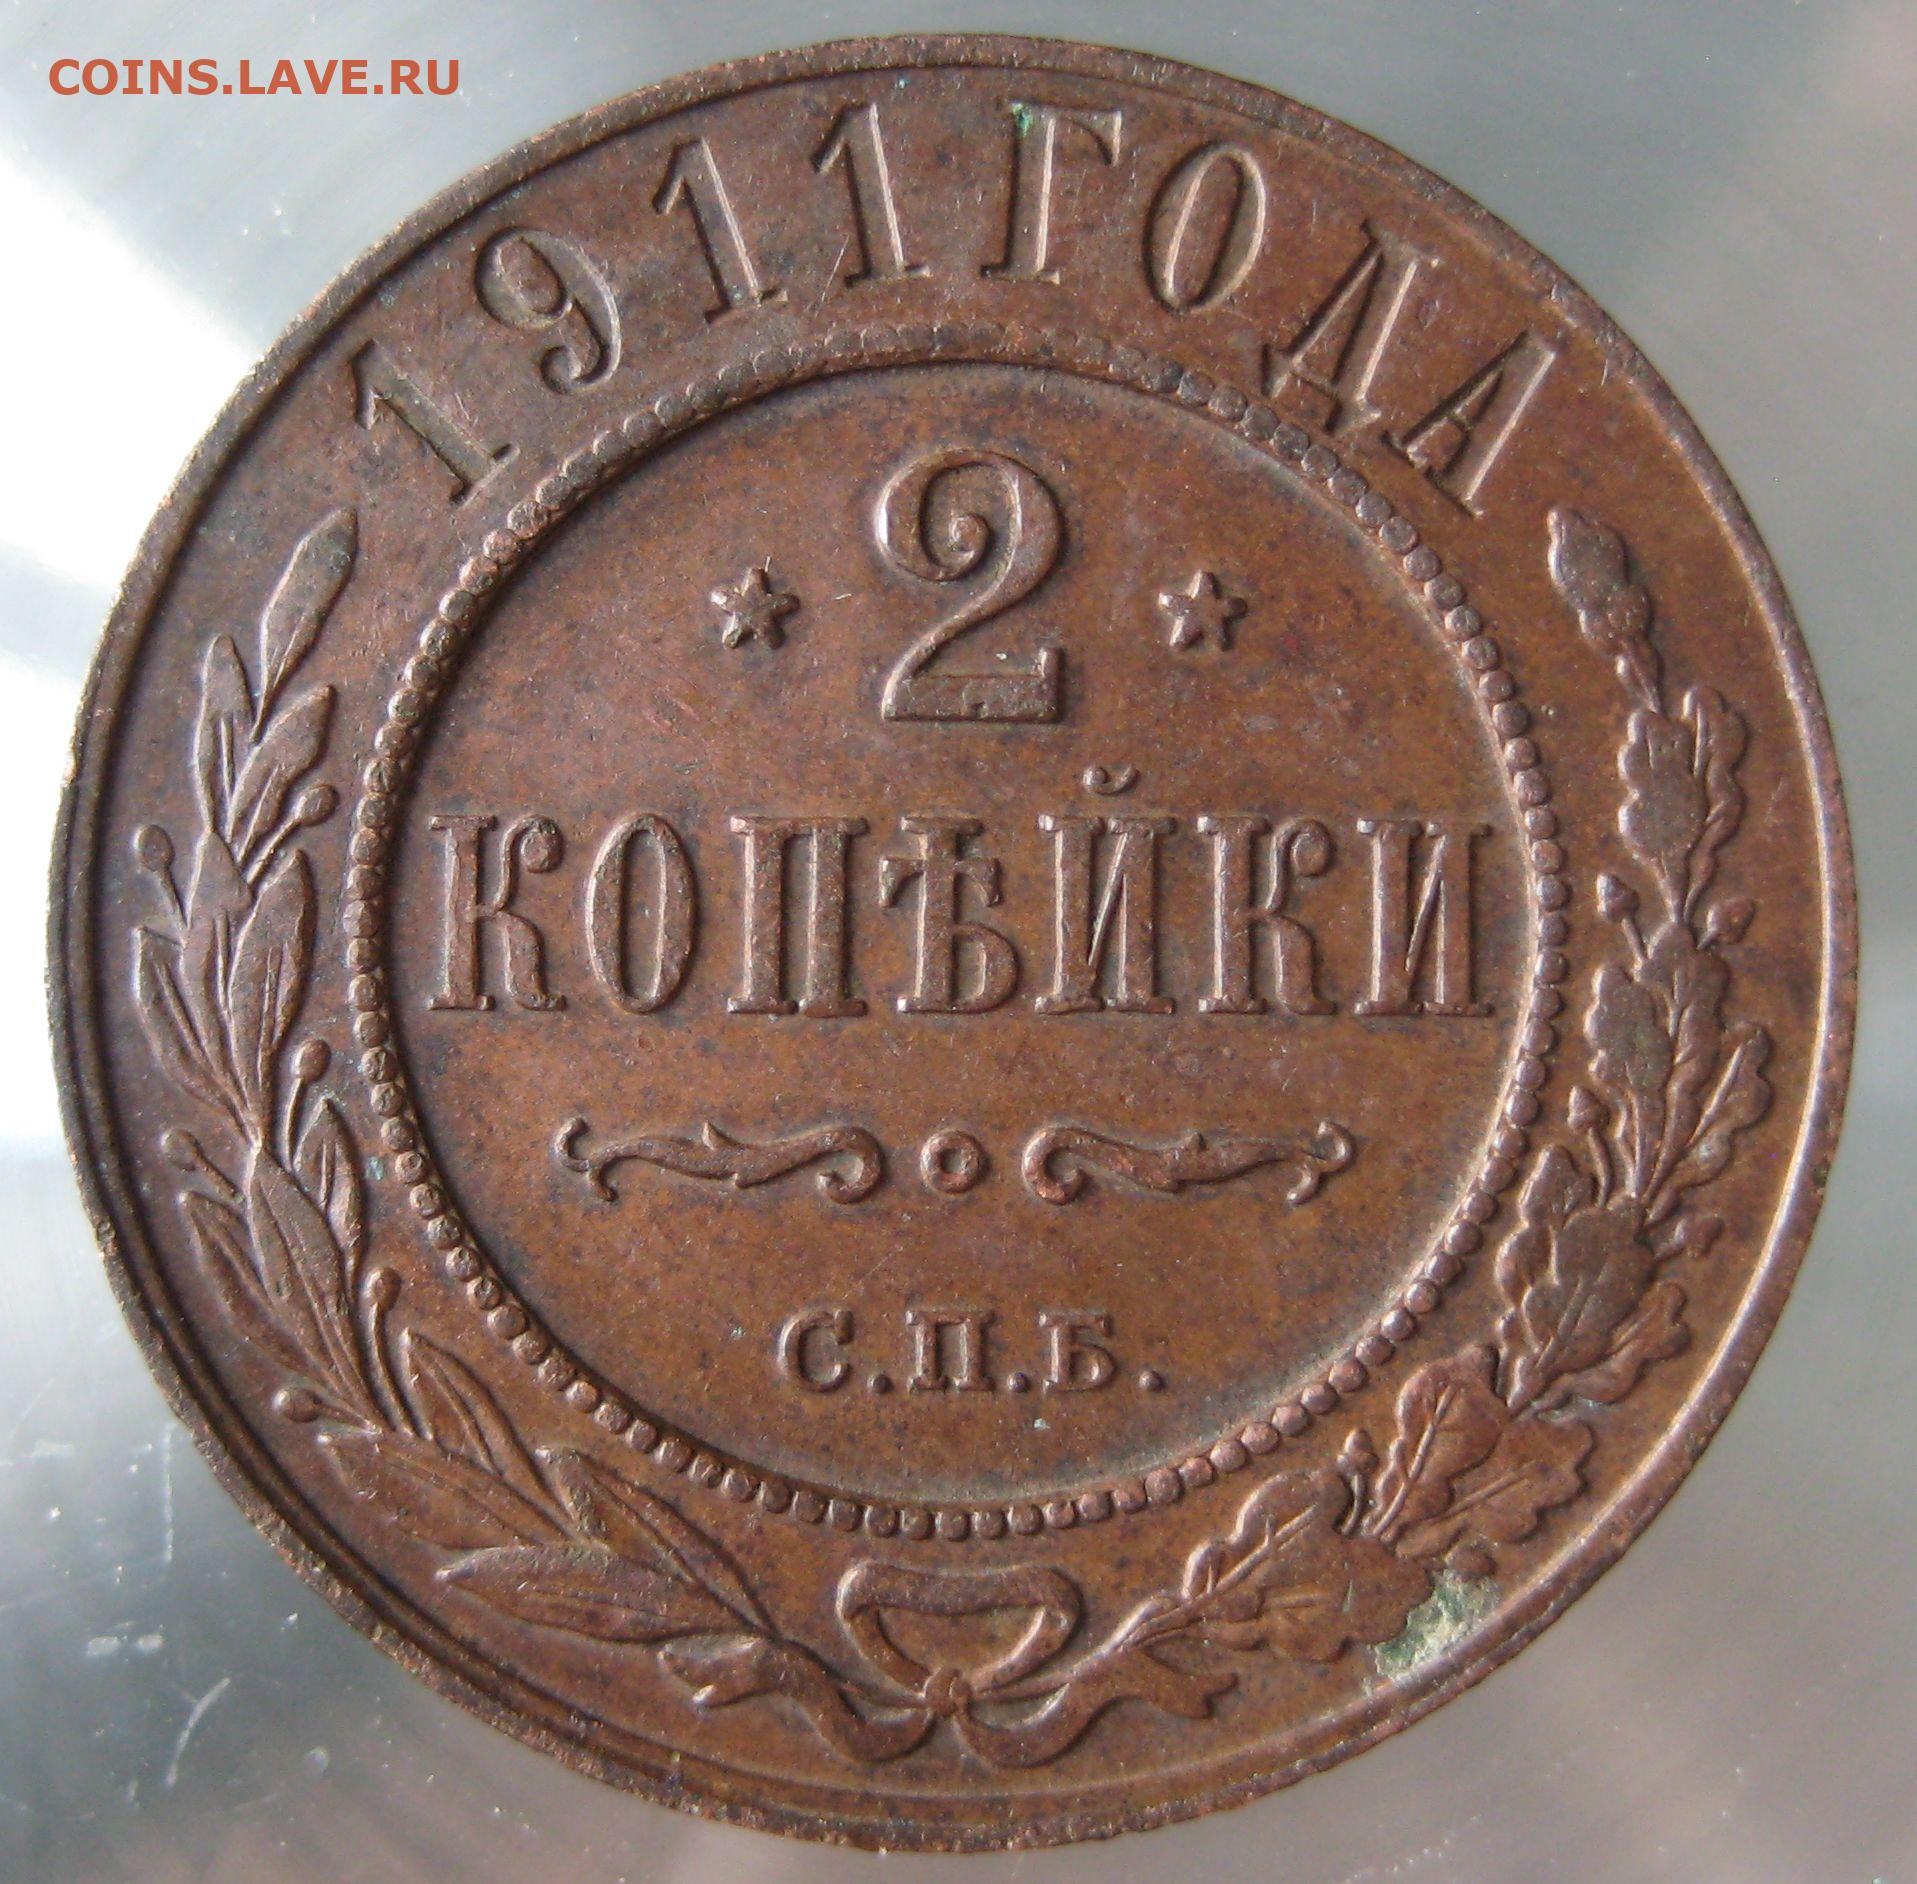 COINS.LAVE.RU
1911 ГОДА
2
КОПѢЙКИ
С.П.Б.